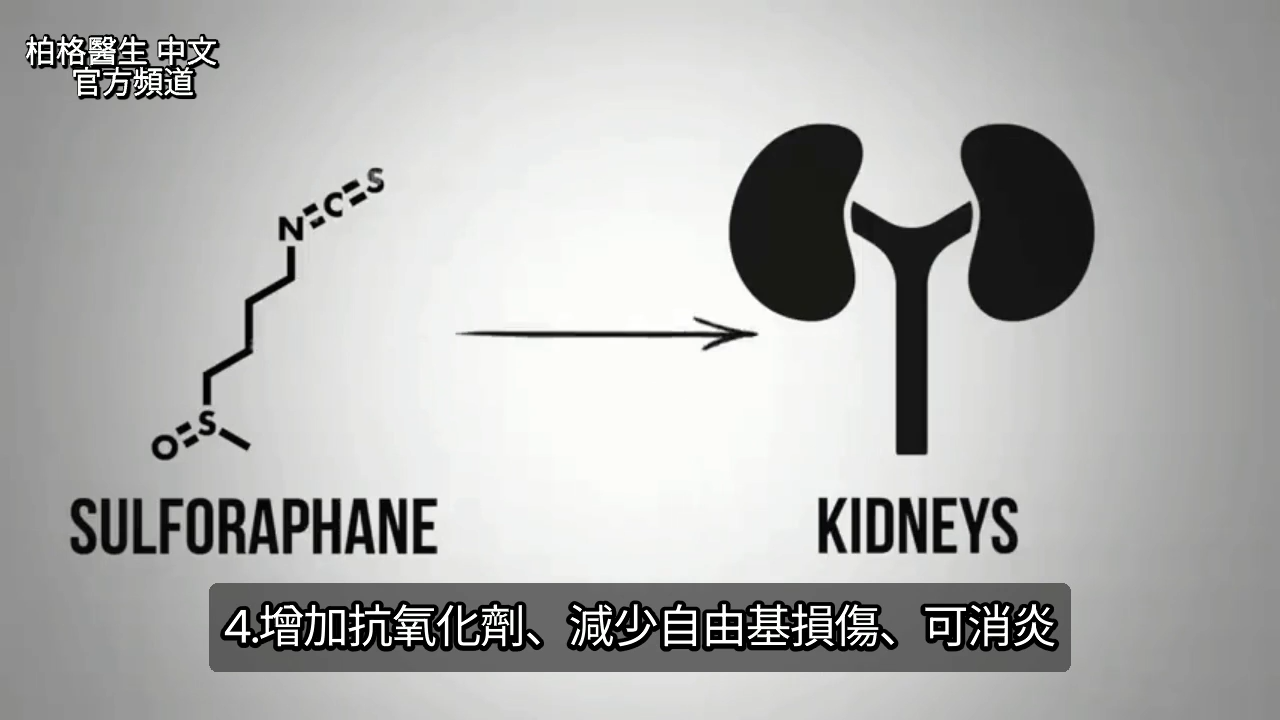 柏格醫生 中文
官方頻道
N=C=S
O=S
SULFORAPHANE
KIDNEYS
4.增加抗氧化劑、減少自由基損傷、可消炎